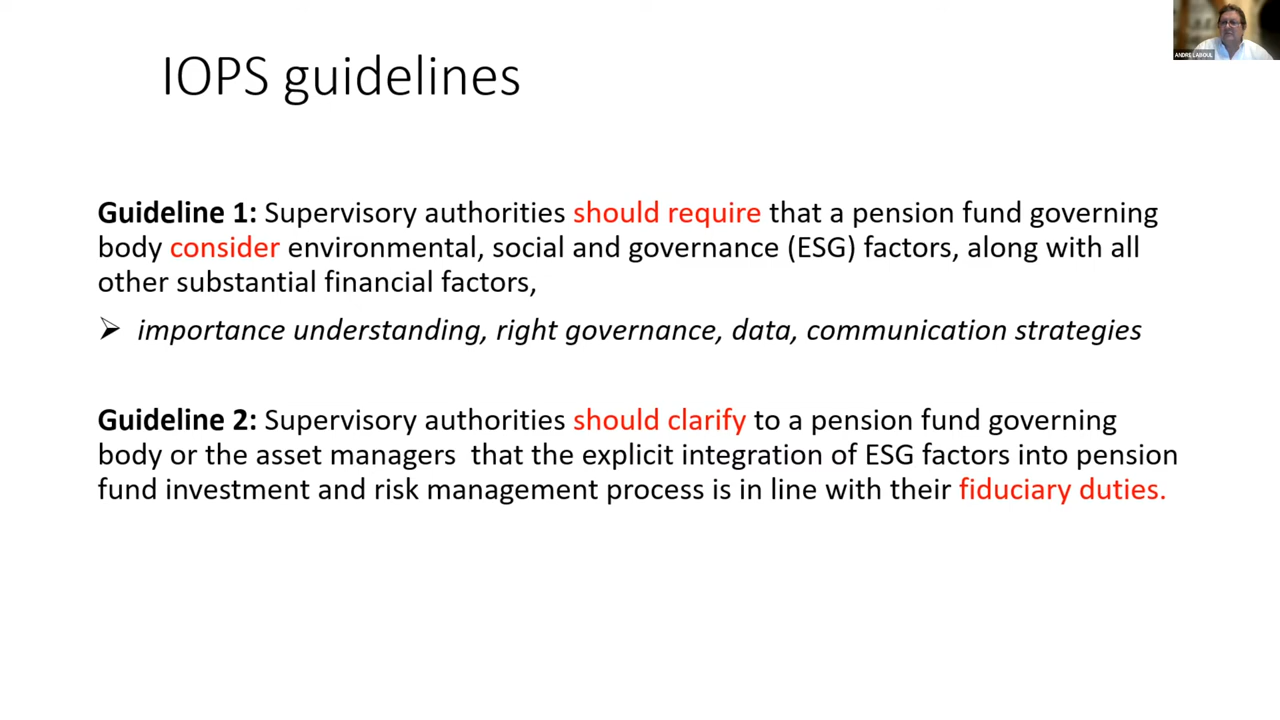 IOPS guidelines
ANDRE LABOUL
Guideline 1: Supervisory authorities should require that a pension fund governing
body consider environmental, social and governance (ESG) factors, along with all
other substantial financial factors,
➢ importance understanding, right governance, data, communication strategies
Guideline 2: Supervisory authorities should clarify to a pension fund governing
body or the asset managers  that the explicit integration of ESG factors into pension
fund investment and risk management process is in line with their fiduciary duties.